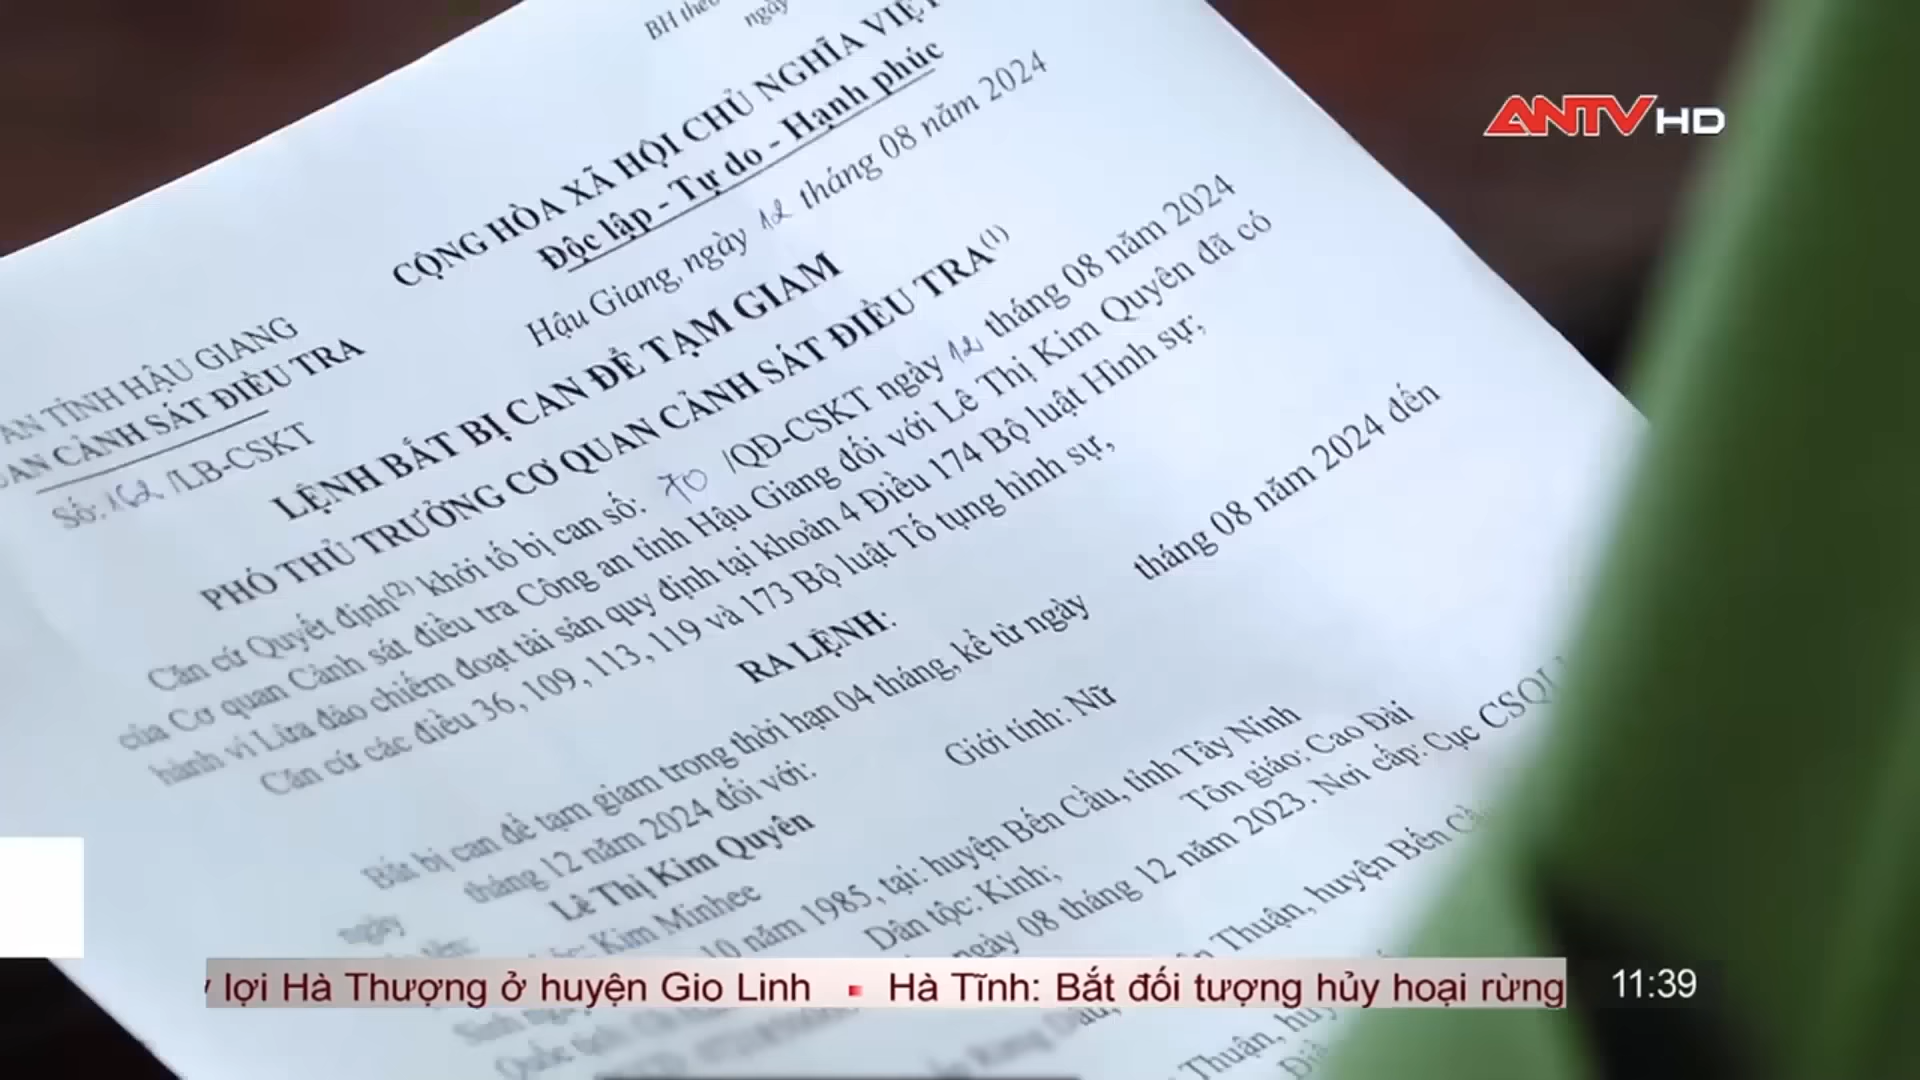 BH theo
ngày
CỘNG HÒA XÃ HỘI CHỦ NGHĨA VIỆT
Độc lập - Tự do - Hạnh phúc
Hậu Giang, ngày 12 tháng 08 năm 2024
AN TỈNH HẬU GIANG
CẢNH SÁT ĐIỀU TRA
Số: 162 /LB-CSKT
LỆNH BẮT BỊ CAN ĐỂ TẠM GIAM
PHÓ THỦ TRƯỞNG CƠ QUAN CẢNH SÁT ĐIỀU TRA(1)
Căn cứ Quyết định(2) khởi tố bị can số: 70 /QĐ-CSKT ngày 12 tháng 08 năm 2024
của Cơ quan Cảnh sát điều tra Công an tỉnh Hậu Giang đối với Lê Thị Kim Quyên đã có
hành vi Lừa đảo chiếm đoạt tài sản quy định tại khoản 4 Điều 174 Bộ luật Hình sự;
Căn cứ các điều 36, 109, 113, 119 và 173 Bộ luật Tố tụng hình sự,
RA LỆNH:
Bắt bị can để tạm giam trong thời hạn 04 tháng, kể từ ngày tháng 08 năm 2024 đến
ngày tháng 12 năm 2024 đối với:
tên: Lê Thị Kim Quyên Giới tính: Nữ
Kim Minhee
10 năm 1985, tại: huyện Bến Cầu, tỉnh Tây Ninh
Dân tộc: Kinh; Tôn giáo: Cao Đài
ngày 08 tháng 12 năm 2023. Nơi cấp: Cục CSQL
Thuận, huyện Bến Cầu
Thuận,
ANTV HD
lợi Hà Thượng ở huyện Gio Linh ▪ Hà Tĩnh: Bắt đối tượng hủy hoại rừng
11:39